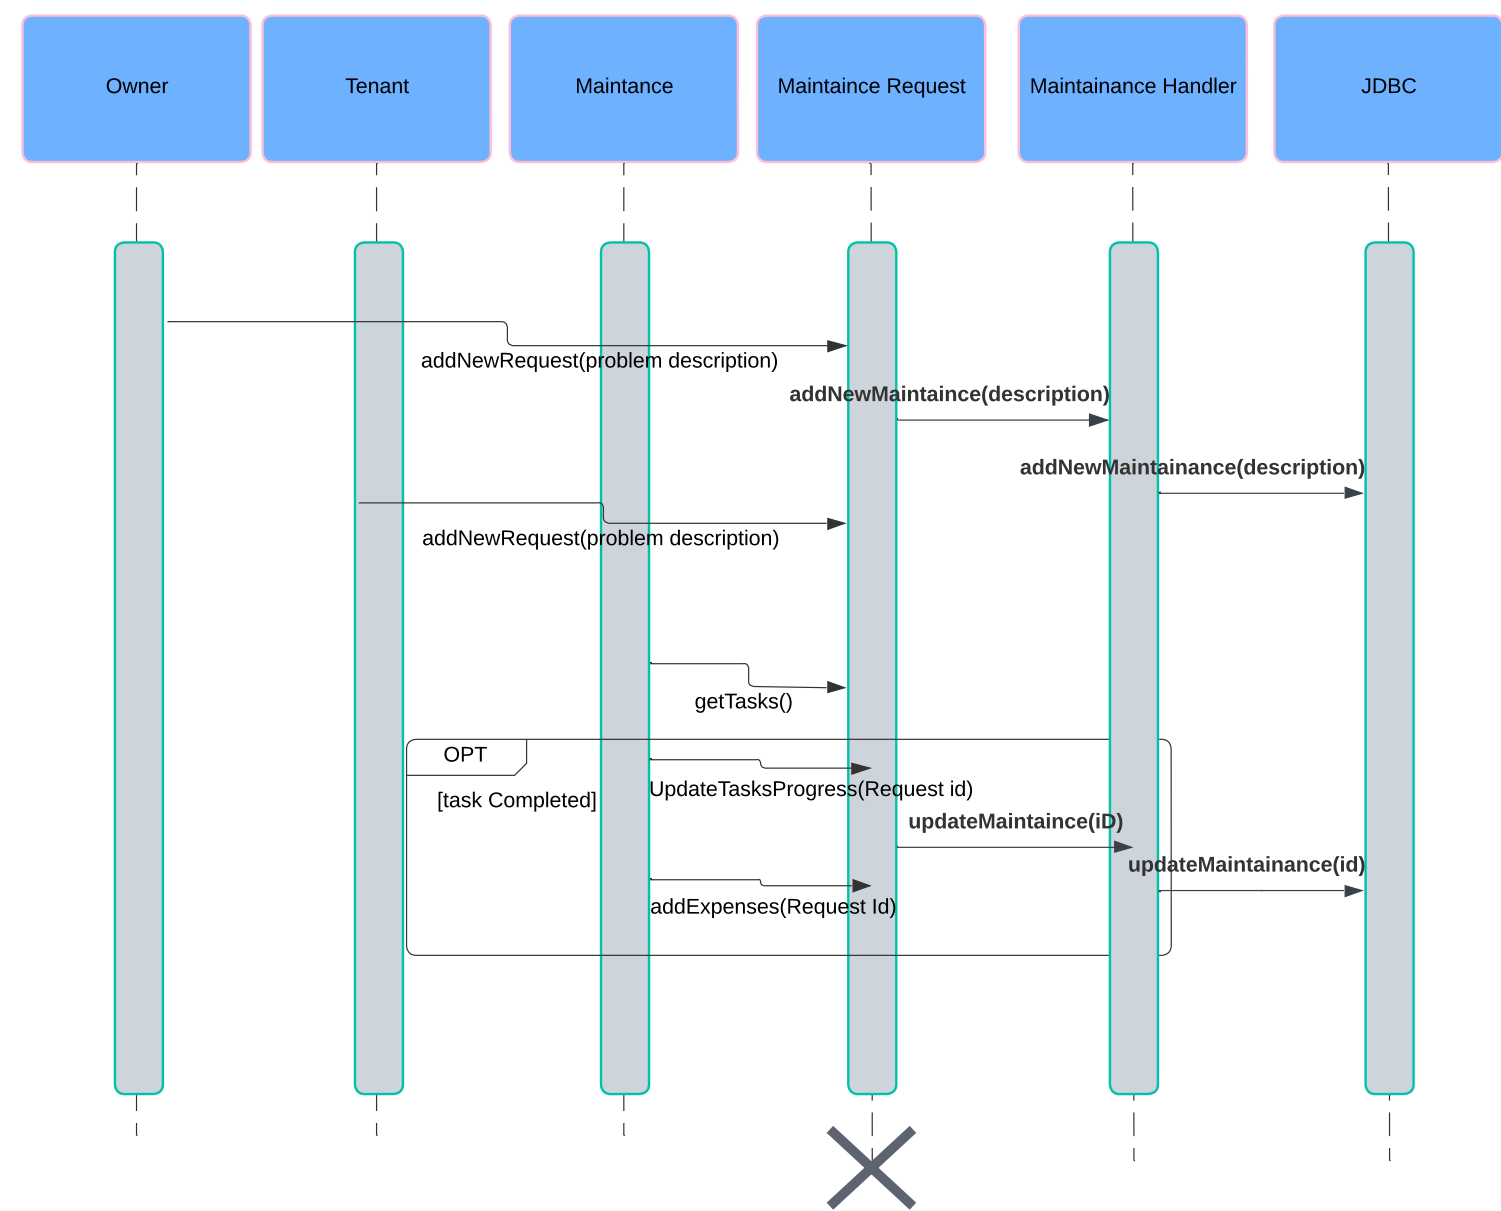 Owner
Tenant
Maintance
Maintaince Request
Maintainance Handler
JDBC
addNewRequest(problem description)
addNewMaintaince(description)
addNewMaintainance(description)
addNewRequest(problem description)
getTasks()
OPT
[task Completed]
UpdateTasksProgress(Request id)
updateMaintaince(iD)
updateMaintainance(id)
addExpenses(Request Id)